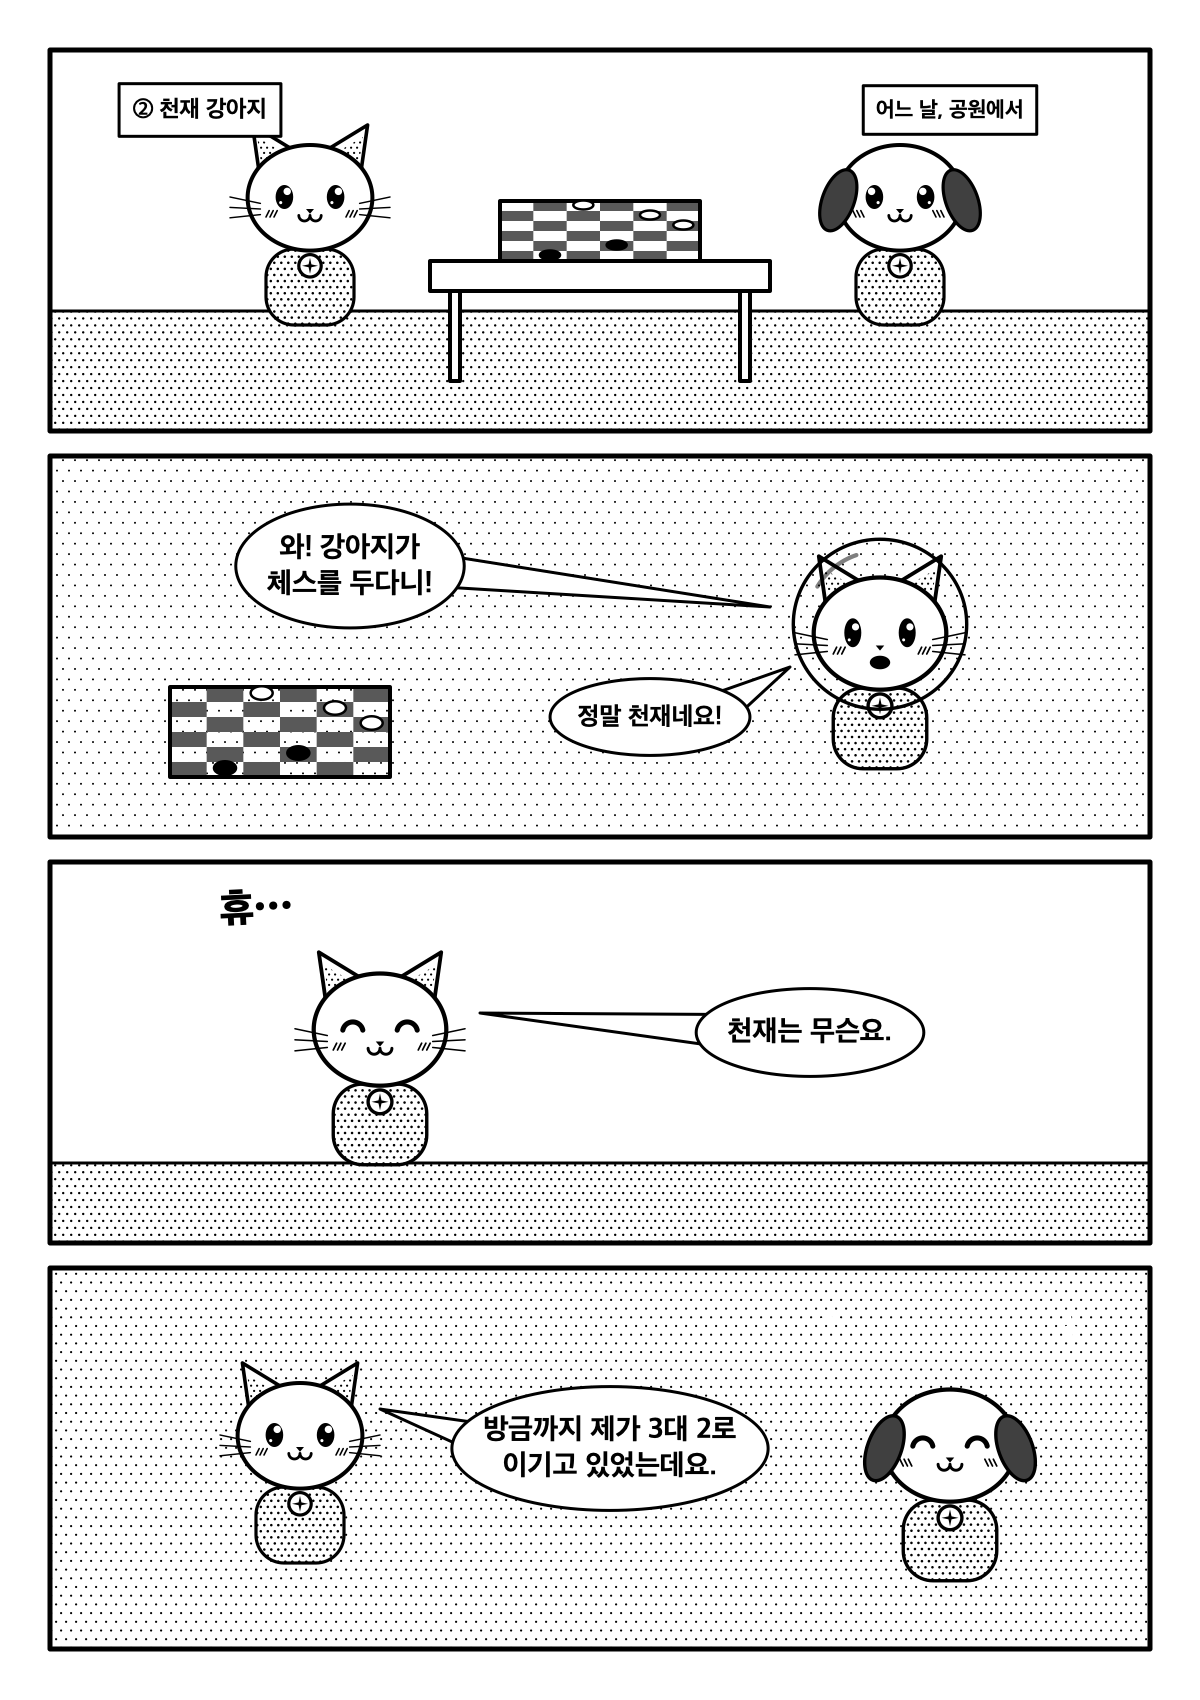 ② 천재 강아지
어느 날, 공원에서
와! 강아지가
체스를 두다니!
정말 천재네요!
휴…
천재는 무슨요.
방금까지 제가 3대 2로
이기고 있었는데요.